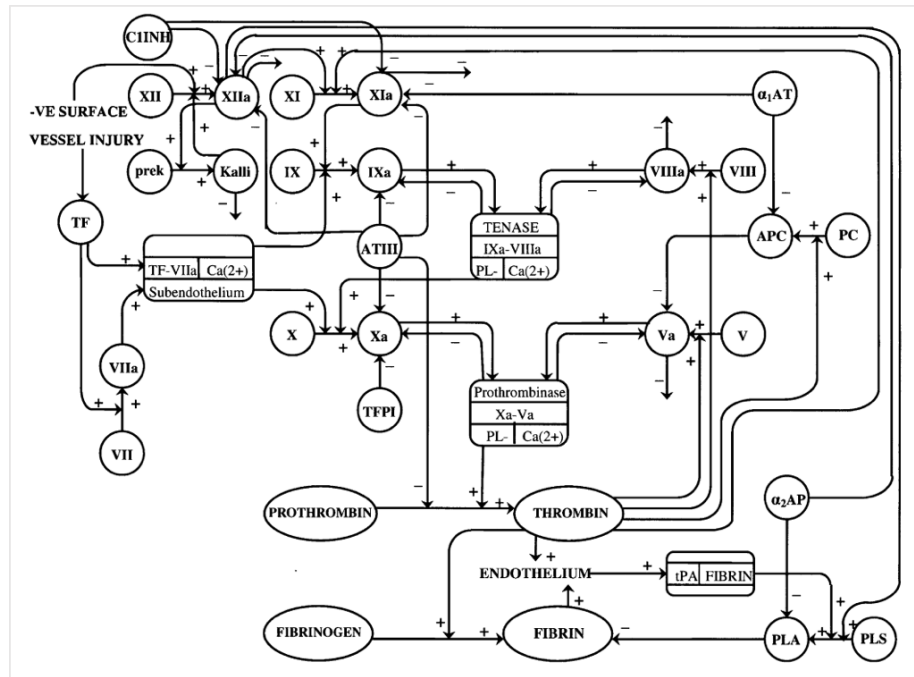 C1INH
XII
XIIa
XI
XIa
α₁AT
-VE SURFACE
VESSEL INJURY
prek
Kalli
IX
IXa
VIIIa
VIII
TF
TENASE
IXa-VIIIa
PL- Ca(2+)
ATIII
APC
PC
TF-VIIa Ca(2+)
Subendothelium
X
Xa
Va
V
VIIa
TFPI
Prothrombinase
Xa-Va
PL- Ca(2+)
VII
PROTHROMBIN
THROMBIN
α₂AP
ENDOTHELIUM
tPA FIBRIN
FIBRINOGEN
FIBRIN
PLA
PLS